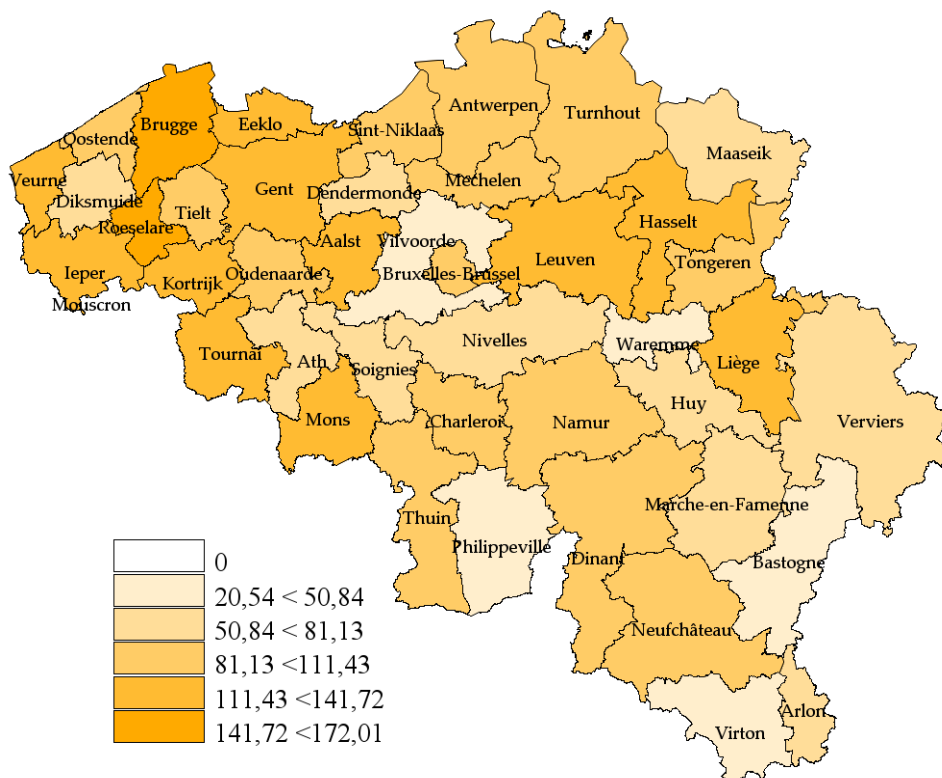 Antwerpen
Turnhout
Brugge
Eeklo
Sint-Niklaas
Oostende
Maaseik
Veurne
Gent
Dendermonde
Mechelen
Diksmuide
Tielt
Roeselare
Aalst
Vilvoorde
Hasselt
Leuven
Tongeren
Ieper
Kortrijk
Oudenaarde
Bruxelles-Brussel
Mouscron
Nivelles
Waremme
Tournai
Ath
Soignies
Liège
Huy
Mons
Charleroi
Namur
Verviers
Marche-en-Famenne
Thuin
Philippeville
Dinant
Bastogne
Neufchâteau
Arlon
Virton
0
20,54 < 50,84
50,84 < 81,13
81,13 <111,43
111,43 <141,72
141,72 <172,01